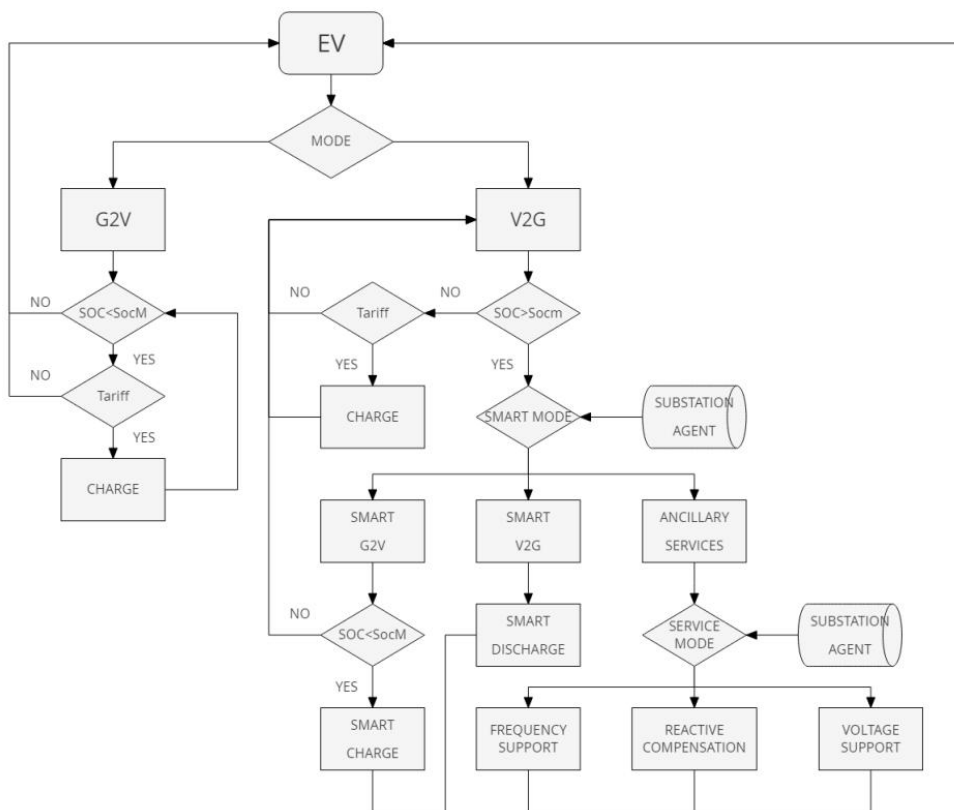 EV
MODE
G2V
V2G
NO
SOC<SocM
NO
Tariff
NO
SOC>Socm
YES
NO
Tariff
YES
YES
YES
CHARGE
SMART MODE
SUBSTATION
AGENT
CHARGE
SMART
G2V
SMART
V2G
ANCILLARY
SERVICES
NO
SOC<SocM
SMART
DISCHARGE
SERVICE
MODE
SUBSTATION
AGENT
YES
SMART
CHARGE
FREQUENCY
SUPPORT
REACTIVE
COMPENSATION
VOLTAGE
SUPPORT